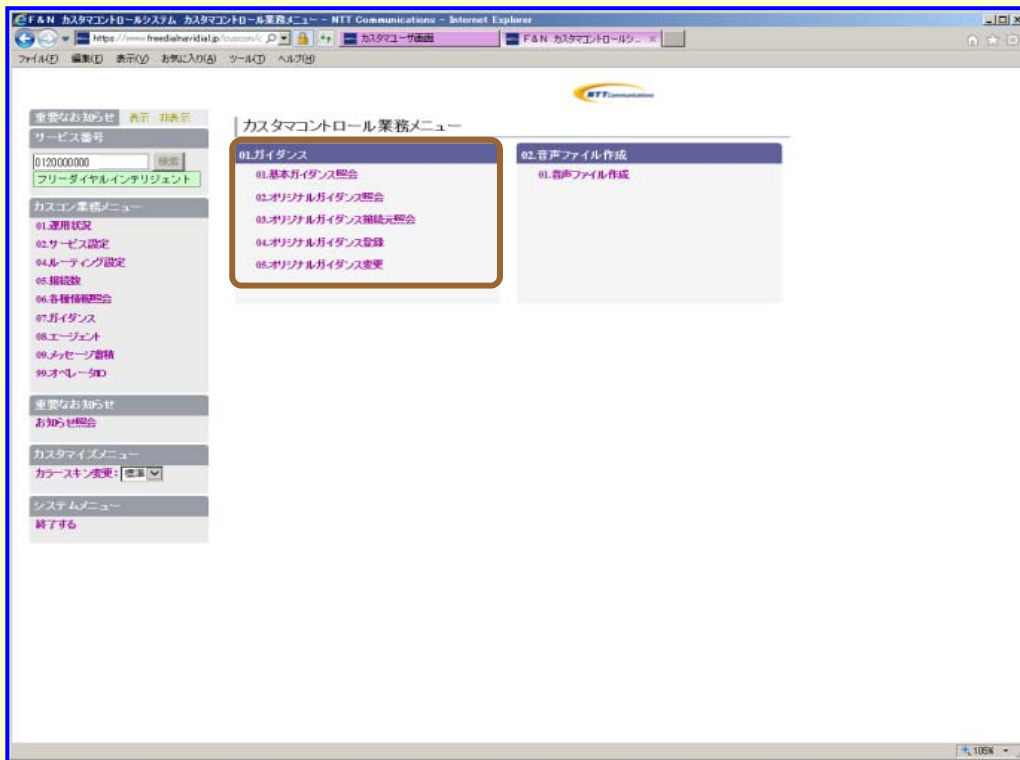 F&N カスタマコントロールシステム カスタマコントロール業務メニュー - NTT Communications - Internet Explorer
https://www.freedialnavidial.jp/cuscon/c
カスタマユーザ画面
F&N カスタマコントロールシ...
ファイル(F) 編集(E) 表示(V) お気に入り(A) ツール(T) ヘルプ(H)
NTT Communications
重要なお知らせ 表示 非表示
サービス番号
0120000000 検索
フリーダイヤルインテリジェント
カスコン業務メニュー
01.運用状況
02.サービス設定
04.ルーティング設定
05.接続数
06.各種情報照会
07.ガイダンス
08.エージェント
09.メッセージ蓄積
99.オペレータID
重要なお知らせ
お知らせ照会
カスタマイズメニュー
カラースキン変更: 標準
システムメニュー
終了する
カスタマコントロール業務メニュー
01.ガイダンス
01.基本ガイダンス照会
02.オリジナルガイダンス照会
03.オリジナルガイダンス接続元照会
04.オリジナルガイダンス登録
05.オリジナルガイダンス変更
02.音声ファイル作成
01.音声ファイル作成
105%